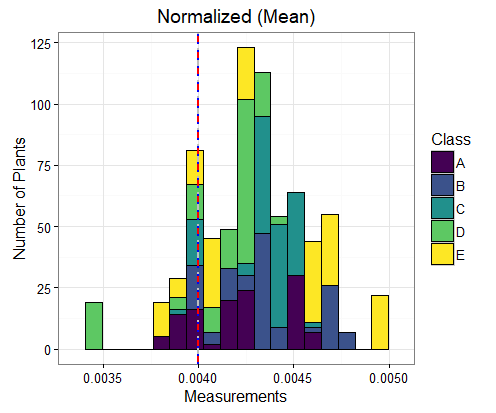 Normalized (Mean)
125
100
75
50
25
0
Number of Plants
0.0035 0.0040 0.0045 0.0050
Measurements
Class
A
B
C
D
E